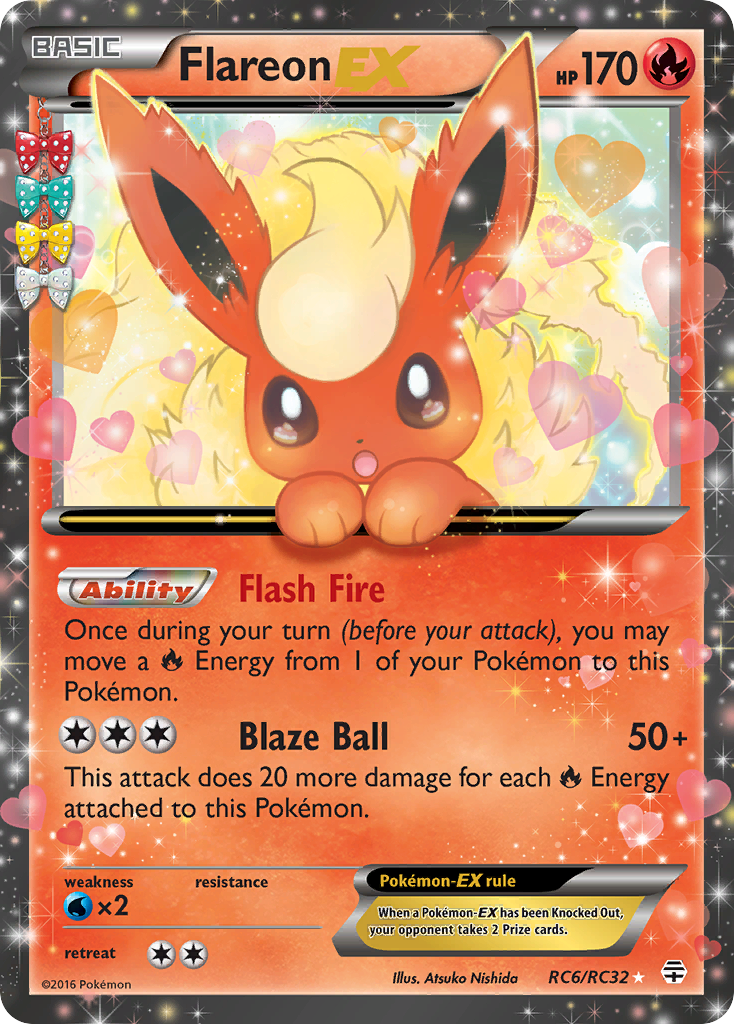 BASIC
Flareon EX
HP 170
Ability Flash Fire
Once during your turn (before your attack), you may
move a Energy from 1 of your Pokémon to this
Pokémon.
Blaze Ball 50+
This attack does 20 more damage for each Energy
attached to this Pokémon.
weakness resistance
×2
retreat
Pokémon-EX rule
When a Pokémon-EX has been Knocked Out,
your opponent takes 2 Prize cards.
Illus. Atsuko Nishida RC6/RC32
©2016 Pokémon